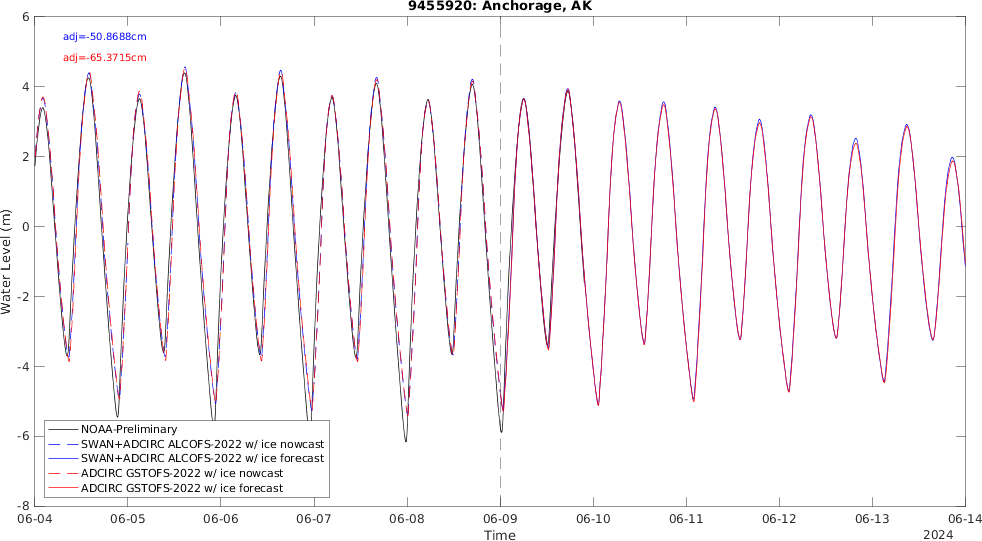 9455920: Anchorage, AK
adj=-50.8688cm
adj=-65.3715cm
6
4
2
0
-2
-4
-6
-8
Water Level (m)
NOAA-Preliminary
SWAN+ADCIRC ALCOFS-2022 w/ ice nowcast
SWAN+ADCIRC ALCOFS-2022 w/ ice forecast
ADCIRC GSTOFS-2022 w/ ice nowcast
ADCIRC GSTOFS-2022 w/ ice forecast
06-04 06-05 06-06 06-07 06-08 06-09 06-10 06-11 06-12 06-13 06-14
Time
2024